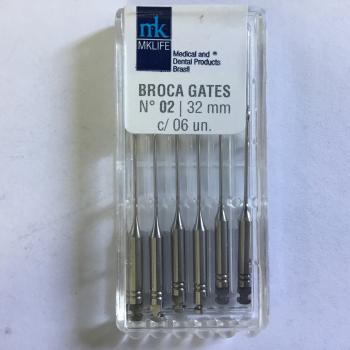 mk
MKLIFE
Medical and ®
Dental Products
Brasil
BROCA GATES
N° 02 | 32 mm
c/ 06 un.